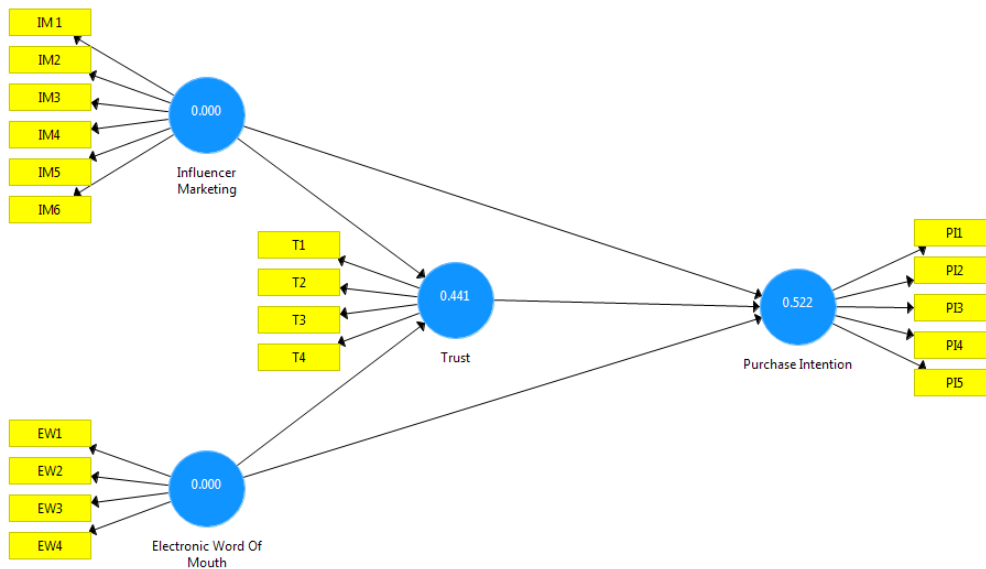 IM 1
IM2
IM3
IM4
IM5
IM6
0.000
Influencer
Marketing
T1
T2
T3
T4
0.441
Trust
EW1
EW2
EW3
EW4
0.000
Electronic Word Of
Mouth
0.522
Purchase Intention
PI1
PI2
PI3
PI4
PI5